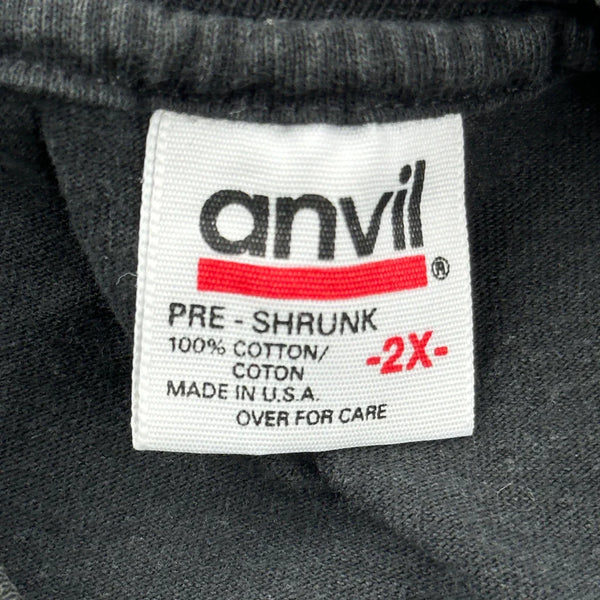 anvil®
PRE - SHRUNK
100% COTTON/
COTON
-2X-
MADE IN U.S.A.
OVER FOR CARE